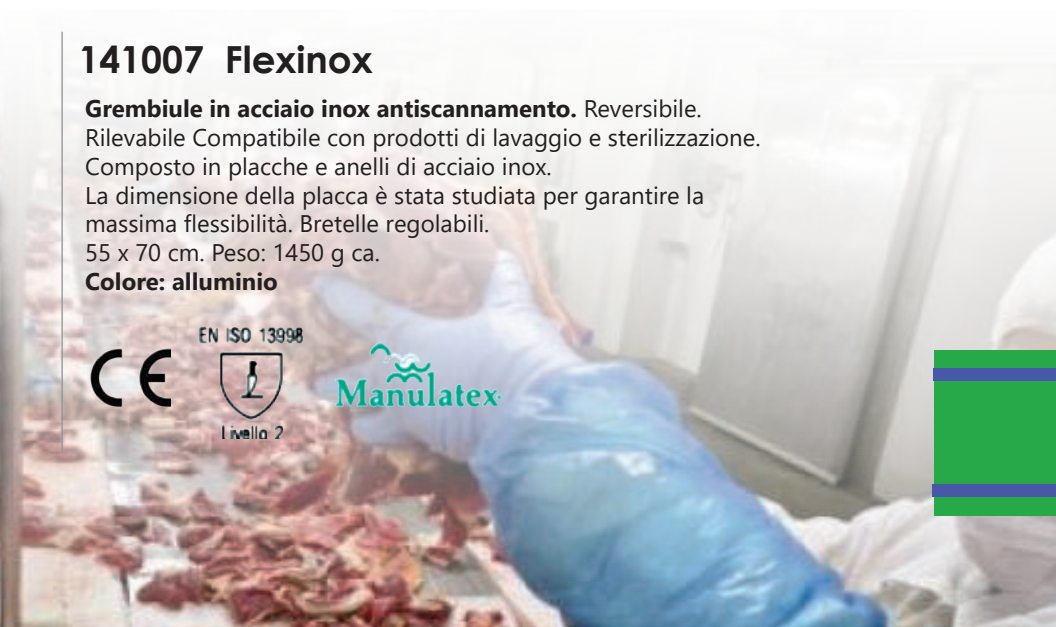 141007 Flexinox
Grembiule in acciaio inox antiscannamento. Reversibile.
Rilevabile Compatibile con prodotti di lavaggio e sterilizzazione.
Composto in placche e anelli di acciaio inox.
La dimensione della placca è stata studiata per garantire la
massima flessibilità. Bretelle regolabili.
55 x 70 cm. Peso: 1450 g ca.
Colore: alluminio
EN ISO 13998
CE
Livello 2
Manulatex